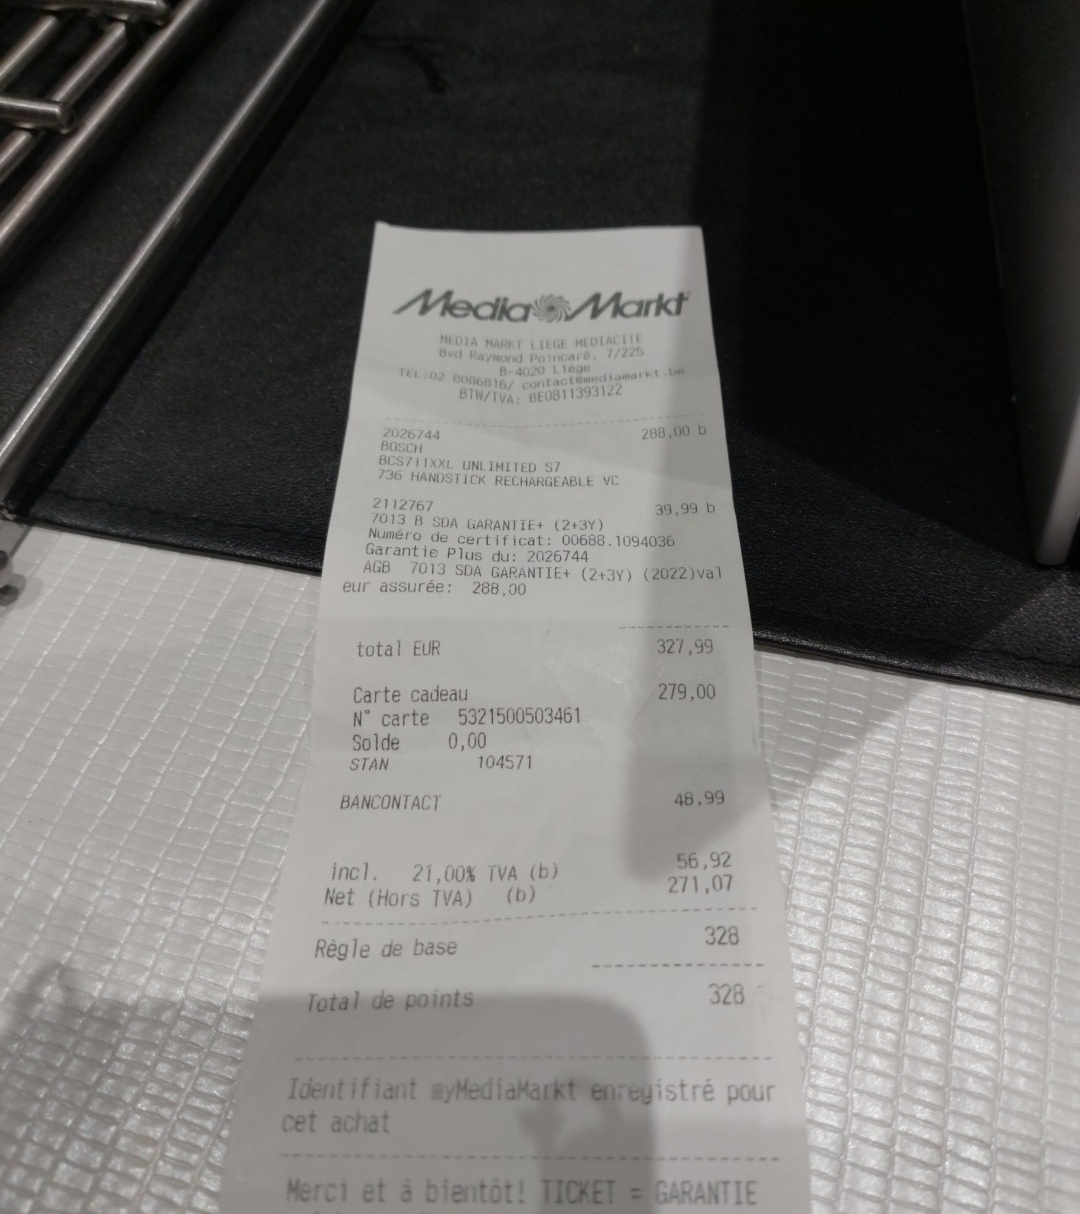 Media Markt
MEDIA MARKT LIEGE MEDIACITE
Bvd Raymond Poincaré, 7/225
B-4020 Liège
TEL:02 8086816/ contact@mediamarkt.be
BTW/TVA: BE0811393122
2026744 288,00 b
BOSCH
BCS711XXL UNLIMITED S7
736 HANDSTICK RECHARGEABLE VC
2112767 39,99 b
7013 B SDA GARANTIE+ (2+3Y)
Numéro de certificat: 00688.1094036
Garantie Plus du: 2026744
AGB 7013 SDA GARANTIE+ (2+3Y) (2022)val
eur assurée: 288,00
total EUR 327,99
Carte cadeau 279,00
N° carte 5321500503461
Solde 0,00
STAN 104571
BANCONTACT 48,99
incl. 21,00% TVA (b) 56,92
Net (Hors TVA) (b) 271,07
Règle de base 328
Total de points 328
Identifiant myMediaMarkt enregistré pour
cet achat
Merci et à bientôt! TICKET = GARANTIE